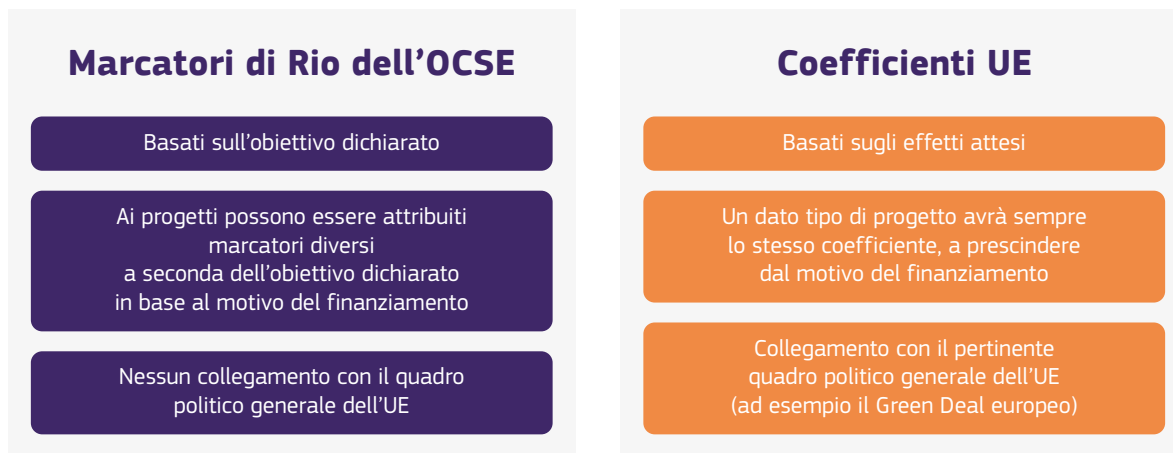 Marcatori di Rio dell'OCSE
Basati sull'obiettivo dichiarato
Ai progetti possono essere attribuiti
marcatori diversi
a seconda dell'obiettivo dichiarato
in base al motivo del finanziamento
Nessun collegamento con il quadro
politico generale dell'UE
Coefficienti UE
Basati sugli effetti attesi
Un dato tipo di progetto avrà sempre
lo stesso coefficiente, a prescindere
dal motivo del finanziamento
Collegamento con il pertinente
quadro politico generale dell'UE
(ad esempio il Green Deal europeo)